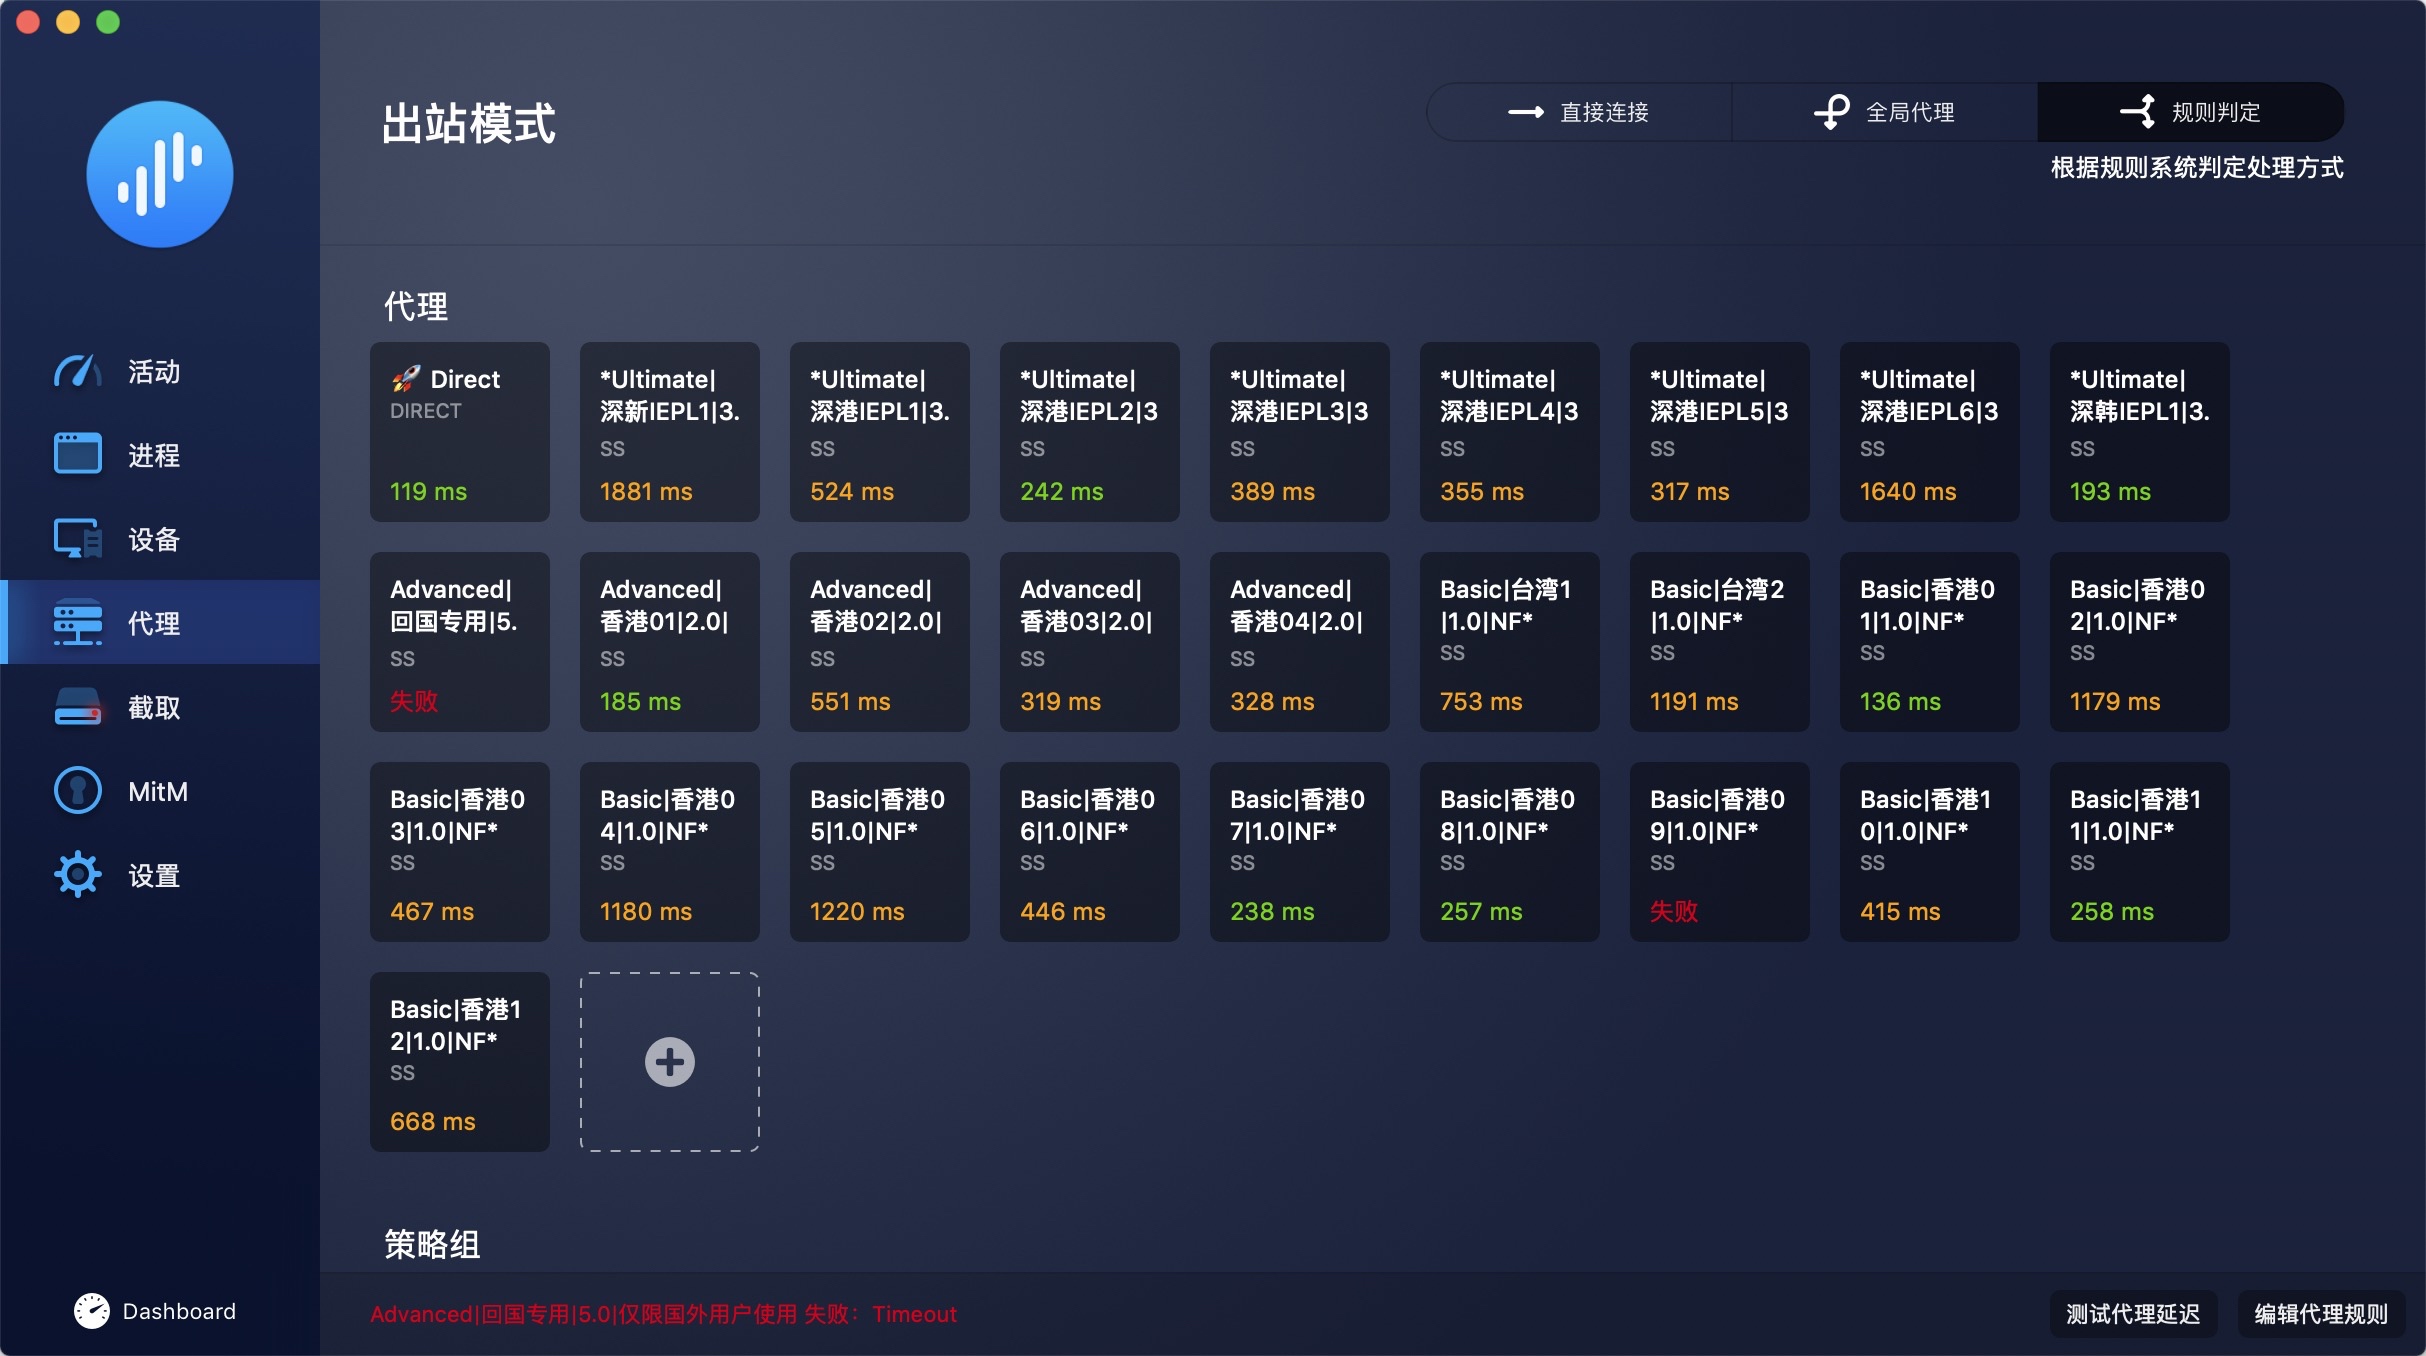 出站模式
直接连接
全局代理
规则判定
根据规则系统判定处理方式
活动
进程
设备
代理
截取
MitM
设置
Dashboard
代理
Direct
DIRECT
119 ms
*Ultimate|
深新IEPL1|3.
SS
1881 ms
*Ultimate|
深港IEPL1|3.
SS
524 ms
*Ultimate|
深港IEPL2|3
SS
242 ms
*Ultimate|
深港IEPL3|3
SS
389 ms
*Ultimate|
深港IEPL4|3
SS
355 ms
*Ultimate|
深港IEPL5|3
SS
317 ms
*Ultimate|
深港IEPL6|3
SS
1640 ms
*Ultimate|
深韩IEPL1|3.
SS
193 ms
Advanced|
回国专用|5.
SS
失败
Advanced|
香港01|2.0|
SS
185 ms
Advanced|
香港02|2.0|
SS
551 ms
Advanced|
香港03|2.0|
SS
319 ms
Advanced|
香港04|2.0|
SS
328 ms
Basic|台湾1
|1.0|NF*
SS
753 ms
Basic|台湾2
|1.0|NF*
SS
1191 ms
Basic|香港0
1|1.0|NF*
SS
136 ms
Basic|香港0
2|1.0|NF*
SS
1179 ms
Basic|香港0
3|1.0|NF*
SS
467 ms
Basic|香港0
4|1.0|NF*
SS
1180 ms
Basic|香港0
5|1.0|NF*
SS
1220 ms
Basic|香港0
6|1.0|NF*
SS
446 ms
Basic|香港0
7|1.0|NF*
SS
238 ms
Basic|香港0
8|1.0|NF*
SS
257 ms
Basic|香港0
9|1.0|NF*
SS
失败
Basic|香港1
0|1.0|NF*
SS
415 ms
Basic|香港1
1|1.0|NF*
SS
258 ms
Basic|香港1
2|1.0|NF*
SS
668 ms
策略组
Advanced|回国专用|5.0|仅限国外用户使用 失败：Timeout
测试代理延迟
编辑代理规则